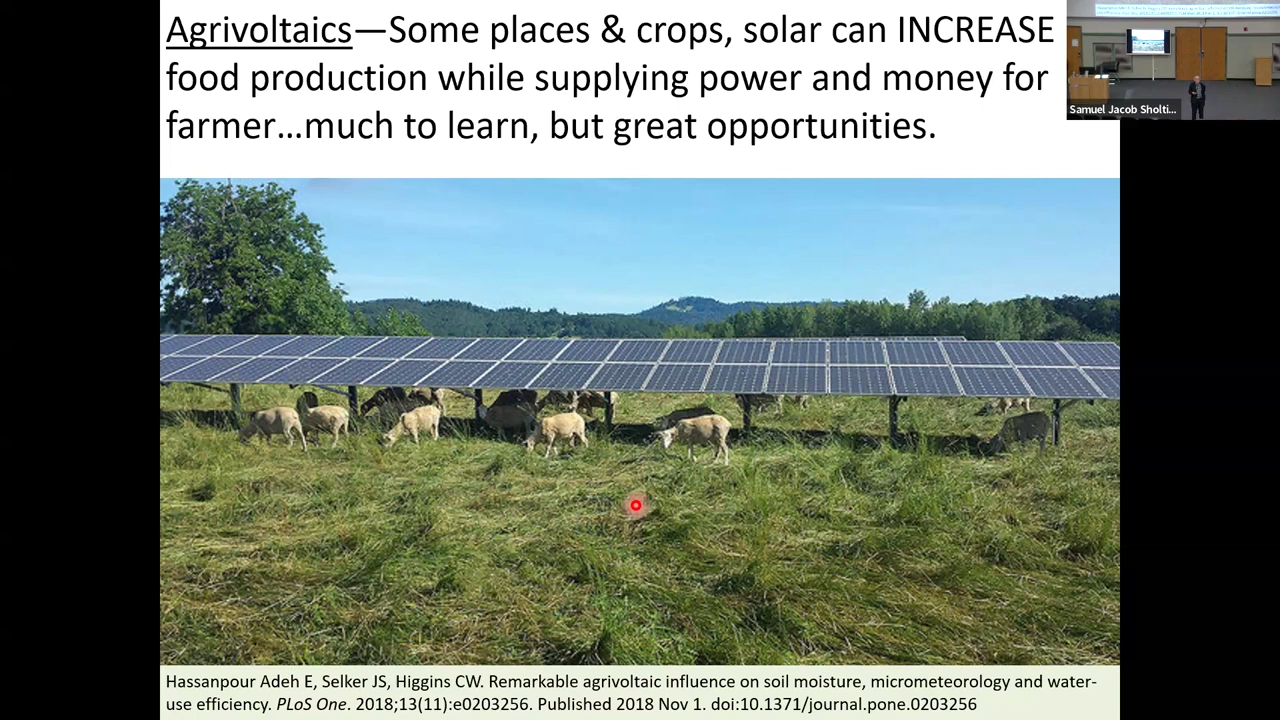 Agrivoltaics—Some places & crops, solar can INCREASE
food production while supplying power and money for
farmer...much to learn, but great opportunities.
Samuel Jacob Sholti...
Hassanpour Adeh E, Selker JS, Higgins CW. Remarkable agrivoltaic influence on soil moisture, micrometeorology and water-
use efficiency. PLoS One. 2018;13(11):e0203256. Published 2018 Nov 1. doi:10.1371/journal.pone.0203256